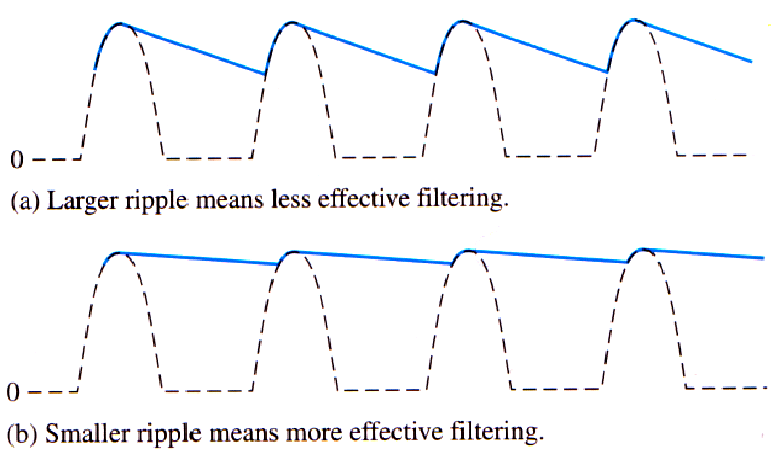 0
(a) Larger ripple means less effective filtering.
0
(b) Smaller ripple means more effective filtering.